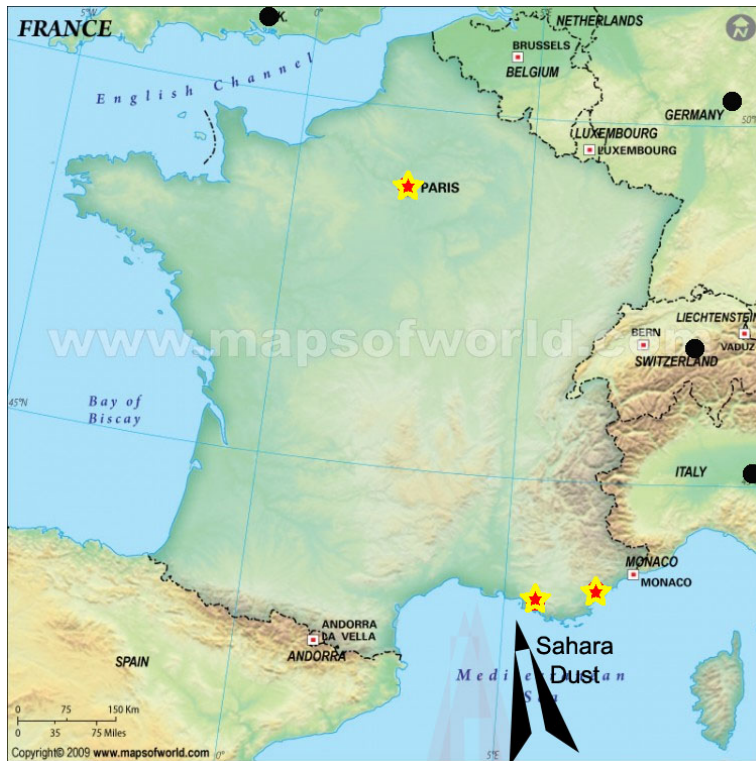 FRANCE
5°W
0°
K.
5°E
NETHERLANDS
N
BRUSSELS
BELGIUM
English Channel
GERMANY
50°
LUXEMBOURG
LUXEMBOURG
PARIS
www.mapsofworld.com
LIECHTENSTEIN
BERN
VADUZ
SWITZERLAND
45°N
Bay of
Biscay
ITALY
MONACO
MONACO
ANDORRA
LA VELLA
ANDORRA
SPAIN
Sahara
Dust
Mediterranean
Sea
0 75 150 Km
0 35 75 Miles
Copyright© 2009 www.mapsofworld.com
0°
5°E